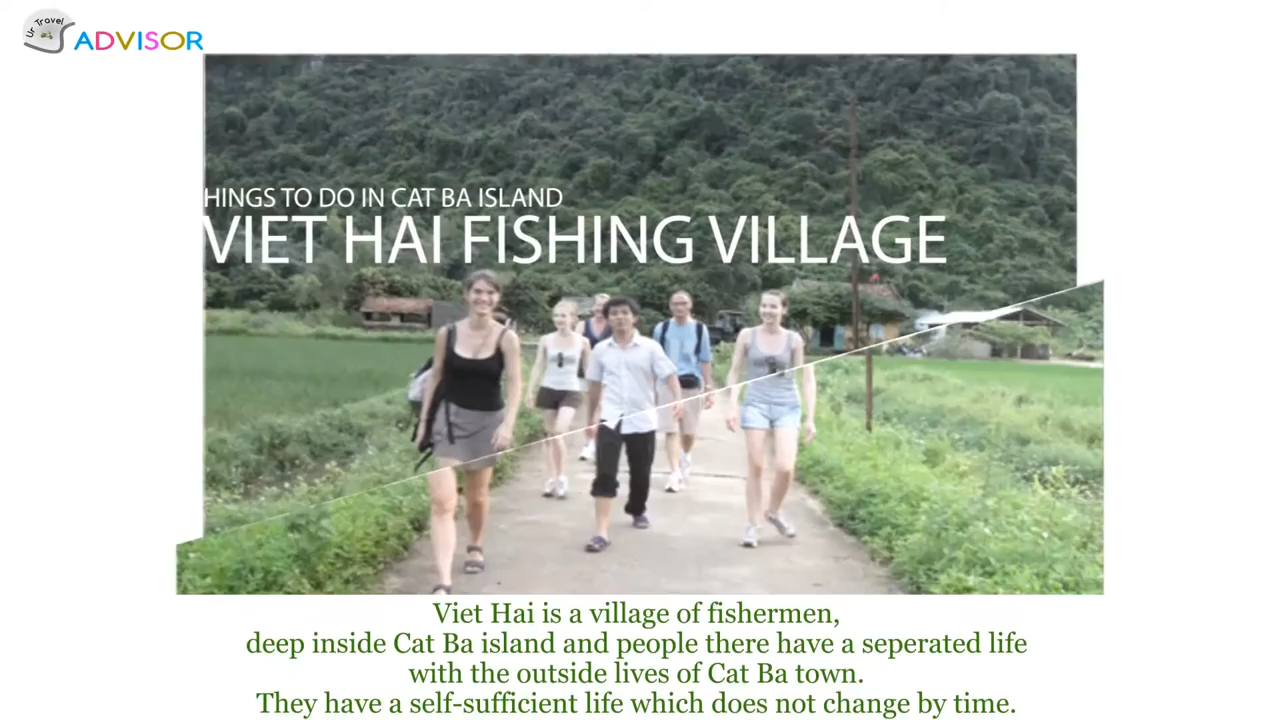 Ur Travel
ADVISOR
HINGS TO DO IN CAT BA ISLAND
VIET HAI FISHING VILLAGE
Viet Hai is a village of fishermen,
deep inside Cat Ba island and people there have a seperated life
with the outside lives of Cat Ba town.
They have a self-sufficient life which does not change by time.